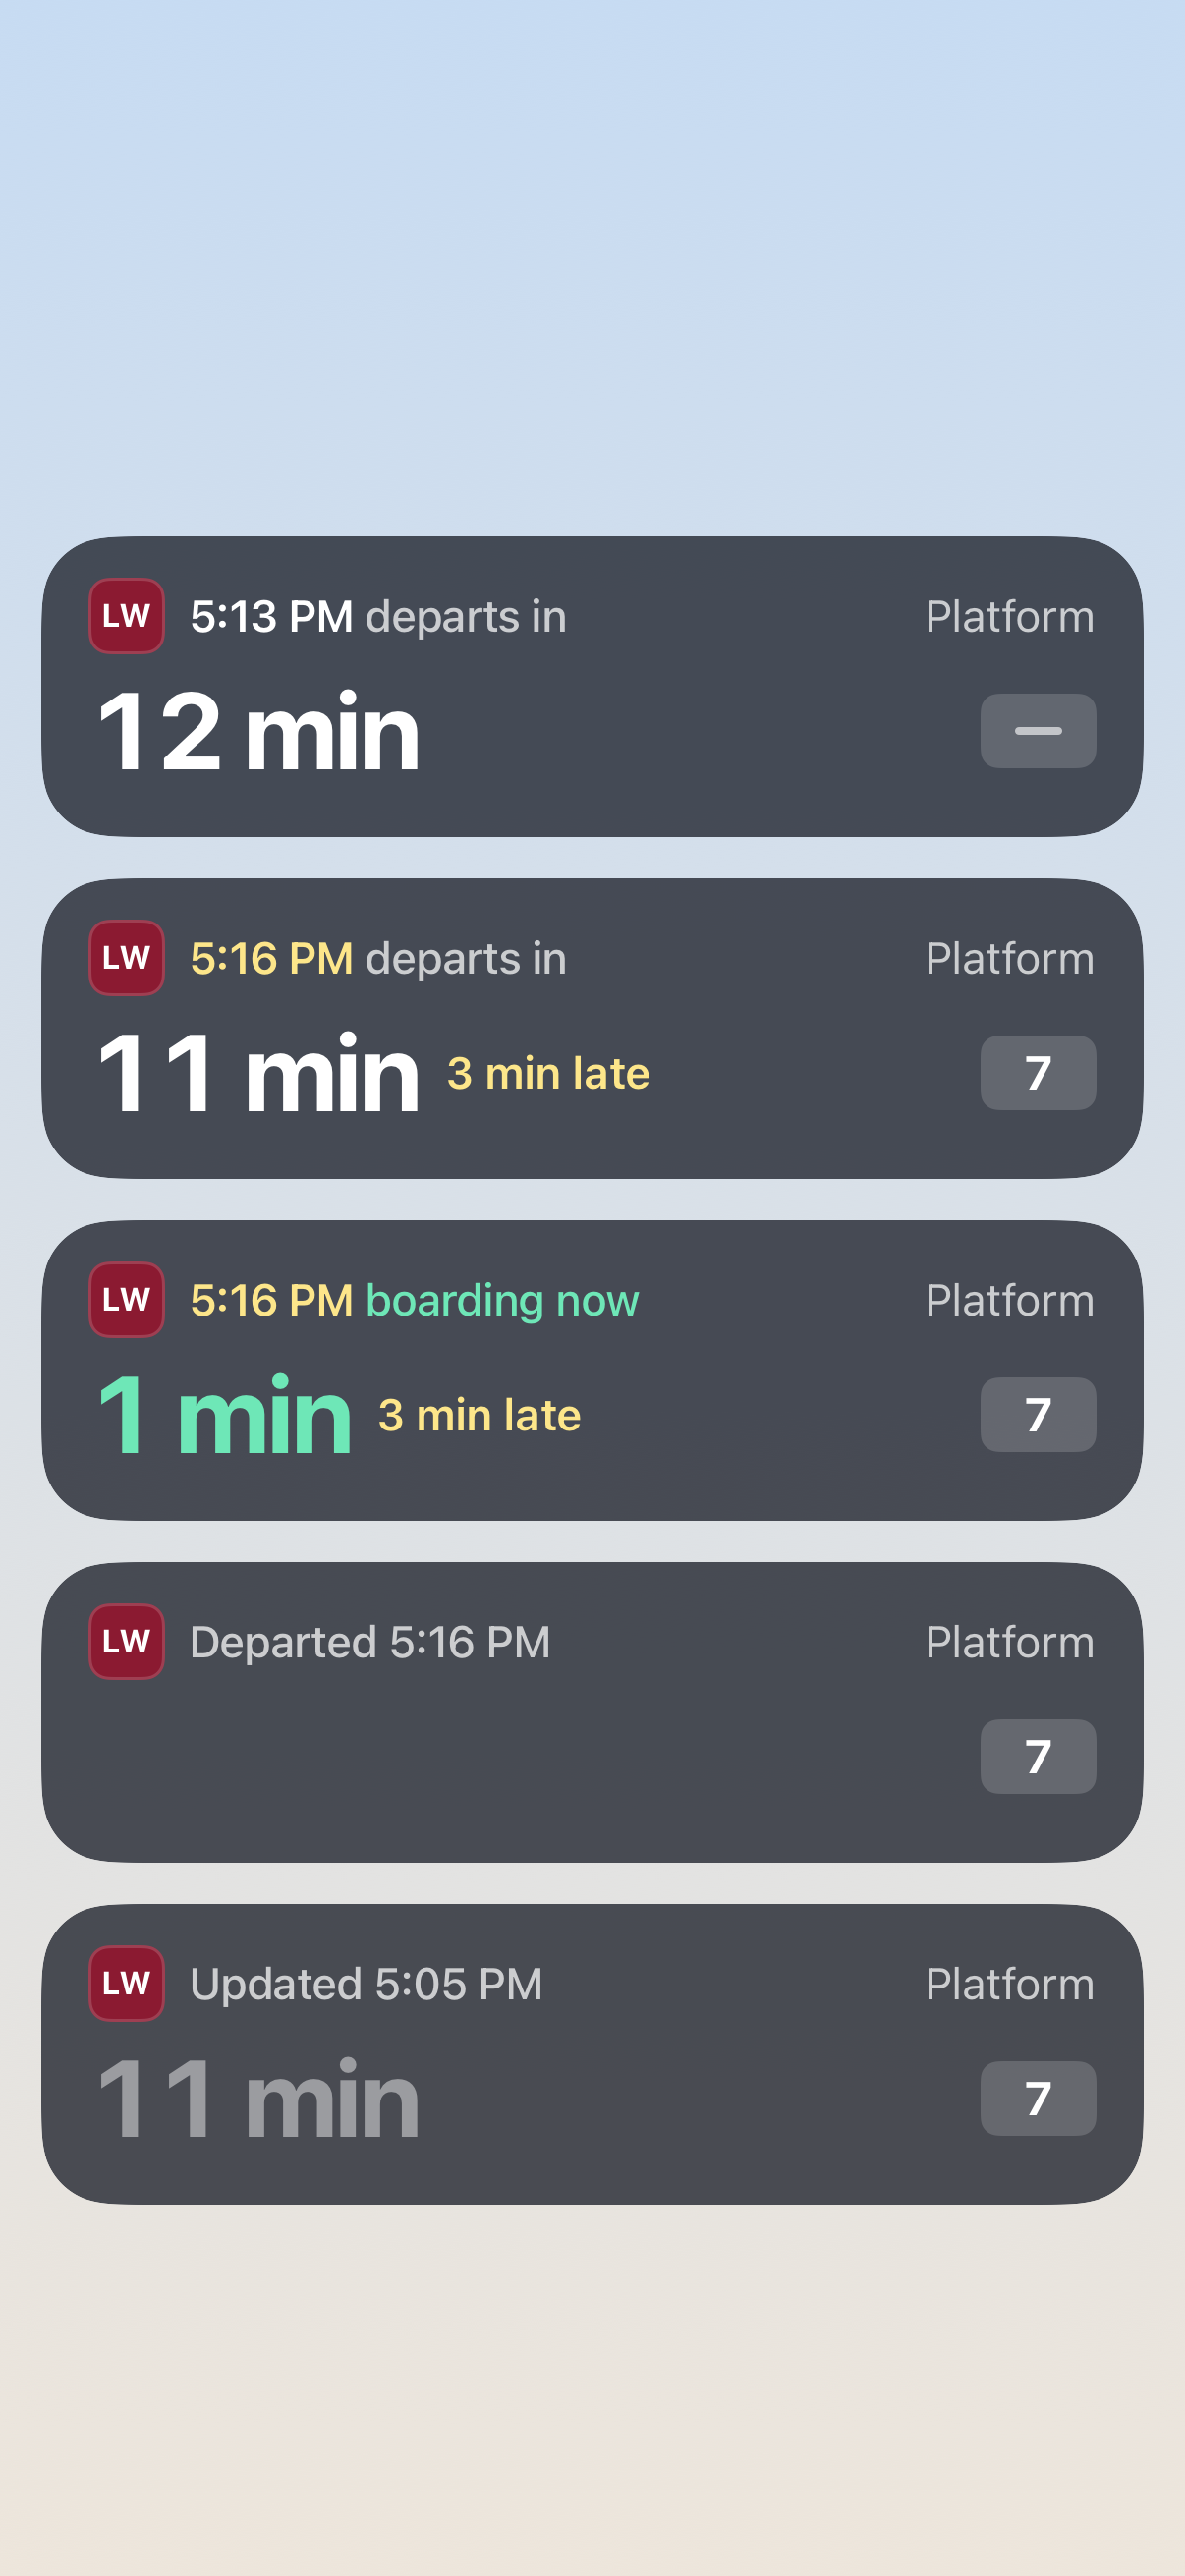 LW 5:13 PM departs in Platform
12 min —
LW 5:16 PM departs in Platform
11 min 3 min late 7
LW 5:16 PM boarding now Platform
1 min 3 min late 7
LW Departed 5:16 PM Platform
7
LW Updated 5:05 PM Platform
11 min 7